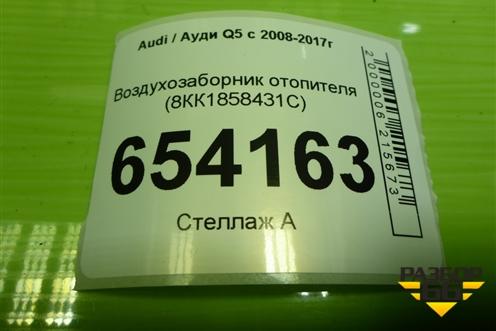 Audi / Ауди Q5 с 2008-2017г
Воздухозаборник отопителя
(8KK1858431C)
654163
Стеллаж А
2000006215673
РАЗБОР
66